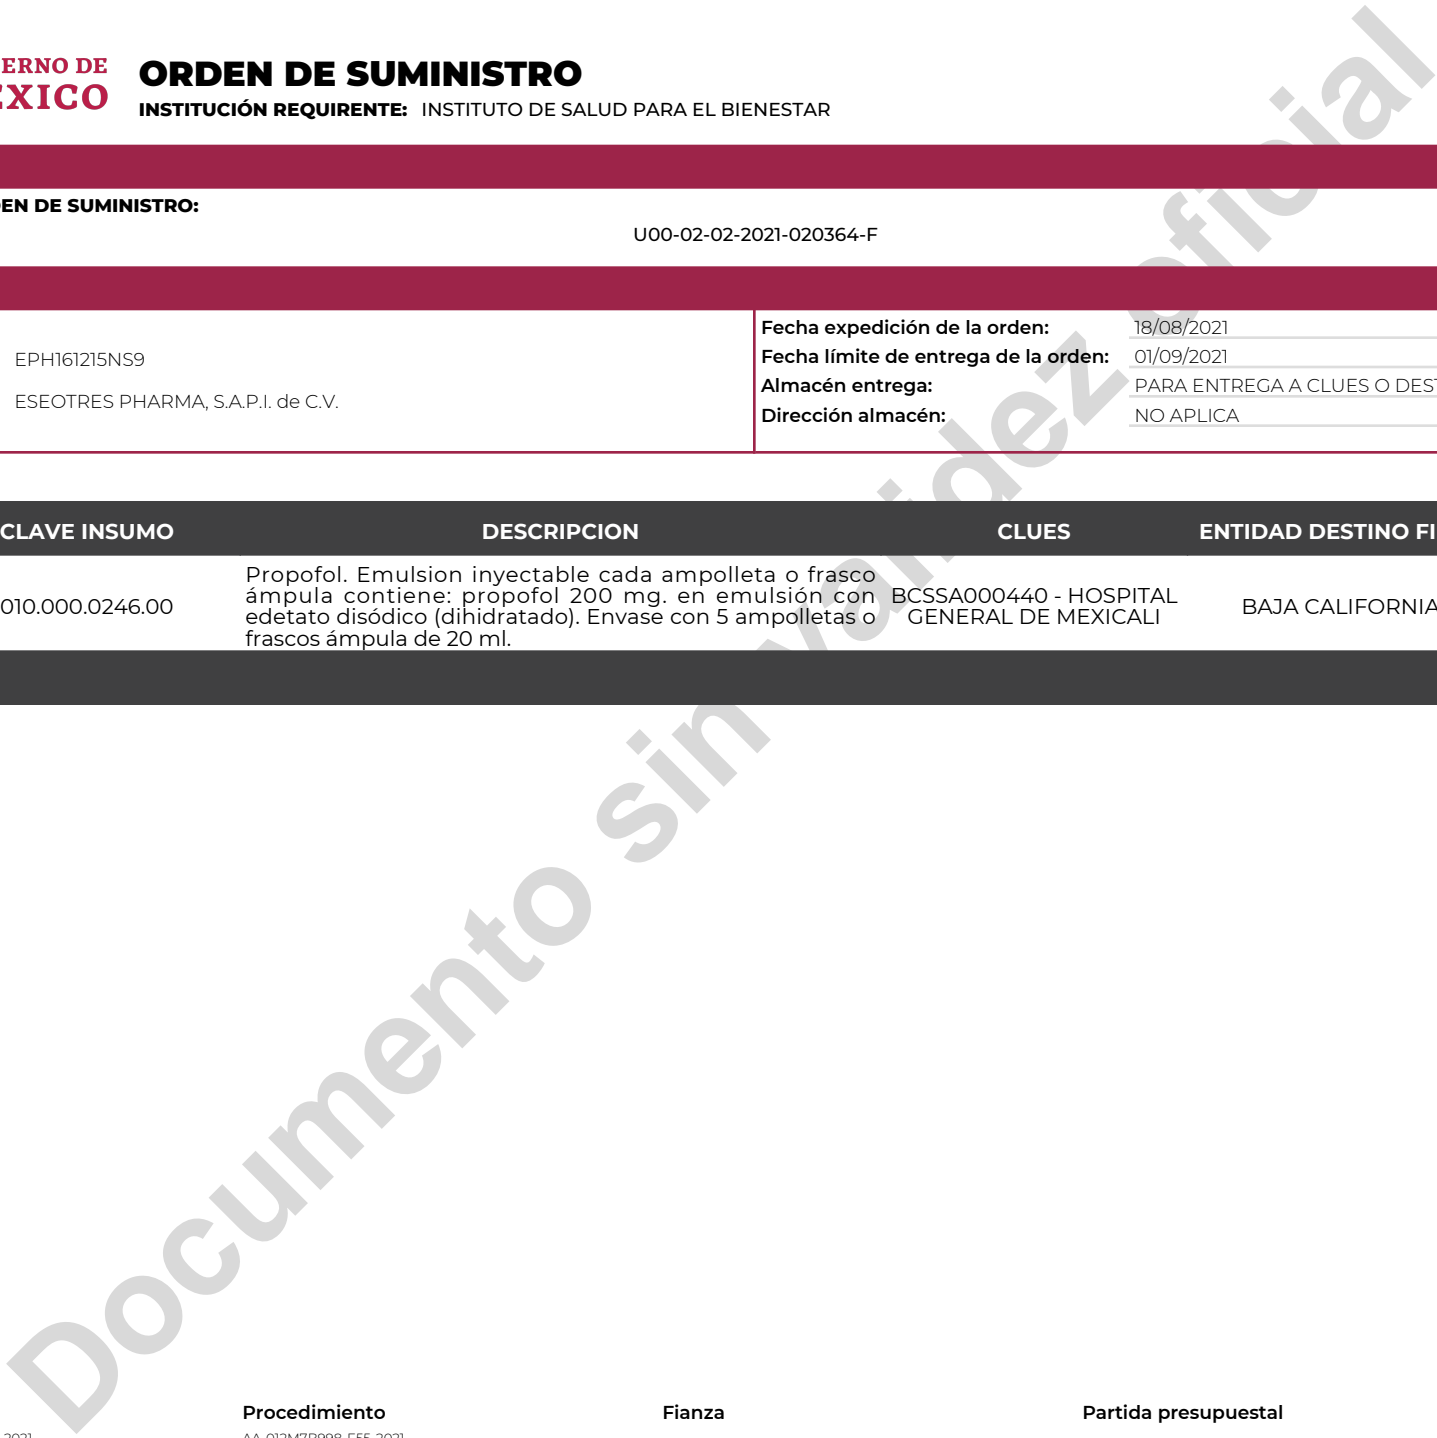 ERNO DE
EXICO
ORDEN DE SUMINISTRO
INSTITUCIÓN REQUIRENTE: INSTITUTO DE SALUD PARA EL BIENESTAR
EN DE SUMINISTRO:
U00-02-02-2021-020364-F
EPH161215NS9
ESEOTRES PHARMA, S.A.P.I. de C.V.
Fecha expedición de la orden: 18/08/2021
Fecha límite de entrega de la orden: 01/09/2021
Almacén entrega: PARA ENTREGA A CLUES O DEST
Dirección almacén: NO APLICA
CLAVE INSUMO DESCRIPCION CLUES ENTIDAD DESTINO FI
010.000.0246.00
Propofol. Emulsion inyectable cada ampolleta o frasco
ámpula contiene: propofol 200 mg. en emulsión con
edetato disódico (dihidratado). Envase con 5 ampolletas o
frascos ámpula de 20 ml.
BCSSA000440 - HOSPITAL
GENERAL DE MEXICALI
BAJA CALIFORNIA
Documento sin validez oficial
Procedimiento Fianza Partida presupuestal